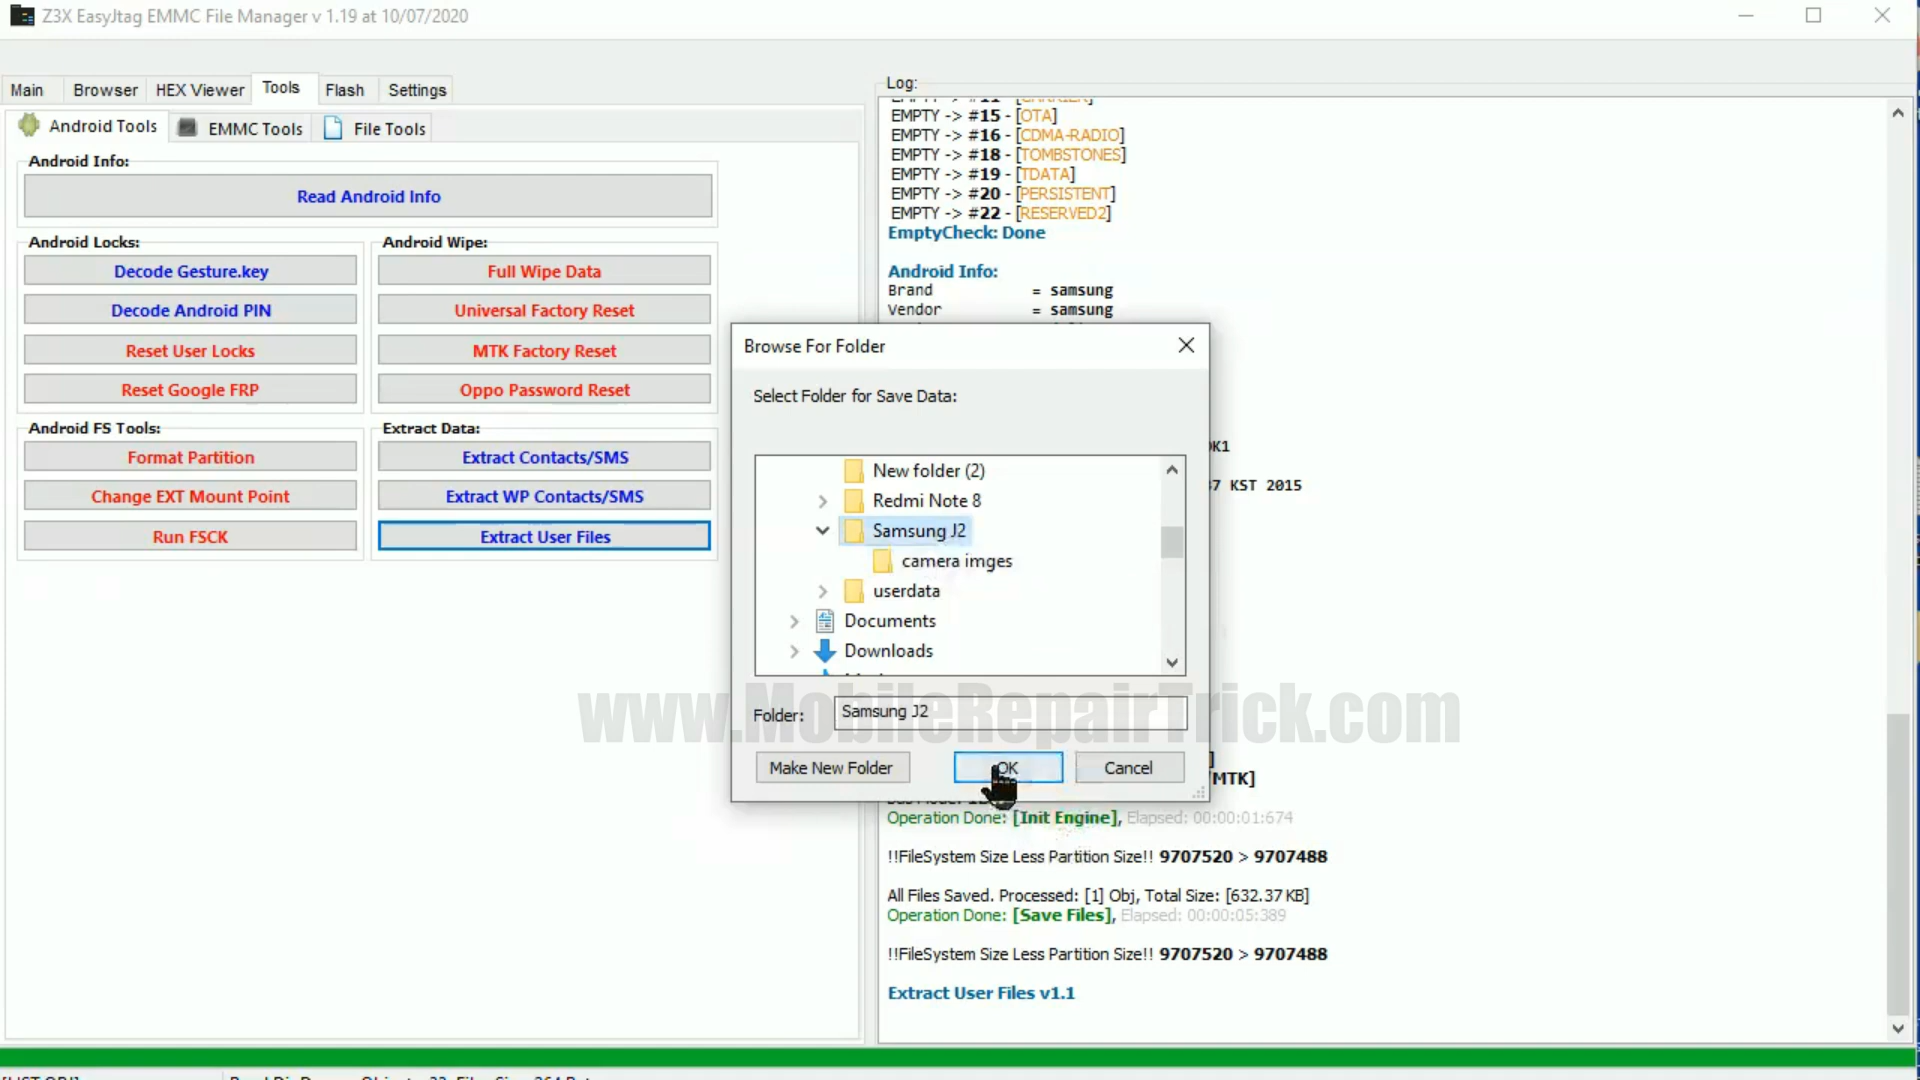 Z3X EasyJtag EMMC File Manager v 1.19 at 10/07/2020
Main Browser HEX Viewer Tools Flash Settings
Android Tools EMMC Tools File Tools
Android Info:
Read Android Info
Android Locks:
Decode Gesture.key
Decode Android PIN
Reset User Locks
Reset Google FRP
Android Wipe:
Full Wipe Data
Universal Factory Reset
MTK Factory Reset
Oppo Password Reset
Android FS Tools:
Format Partition
Change EXT Mount Point
Run FSCK
Extract Data:
Extract Contacts/SMS
Extract WP Contacts/SMS
Extract User Files
Log:
EMPTY -> #15 - [OTA]
EMPTY -> #16 - [CDMA-RADIO]
EMPTY -> #18 - [TOMBSTONES]
EMPTY -> #19 - [TDATA]
EMPTY -> #20 - [PERSISTENT]
EMPTY -> #22 - [RESERVED2]
EmptyCheck: Done
Android Info:
Brand = samsung
Vendor = samsung
KST 2015
MTK]
Operation Done: [Init Engine], Elapsed: 00:00:01:674
!!FileSystem Size Less Partition Size!! 9707520 > 9707488
All Files Saved. Processed: [1] Obj, Total Size: [632.37 KB]
Operation Done: [Save Files], Elapsed: 00:00:05:389
!!FileSystem Size Less Partition Size!! 9707520 > 9707488
Extract User Files v1.1
Browse For Folder
Select Folder for Save Data:
New folder (2)
Redmi Note 8
Samsung J2
camera imges
userdata
Documents
Downloads
Folder: Samsung J2
Make New Folder OK Cancel
www.MobileRepairTrick.com